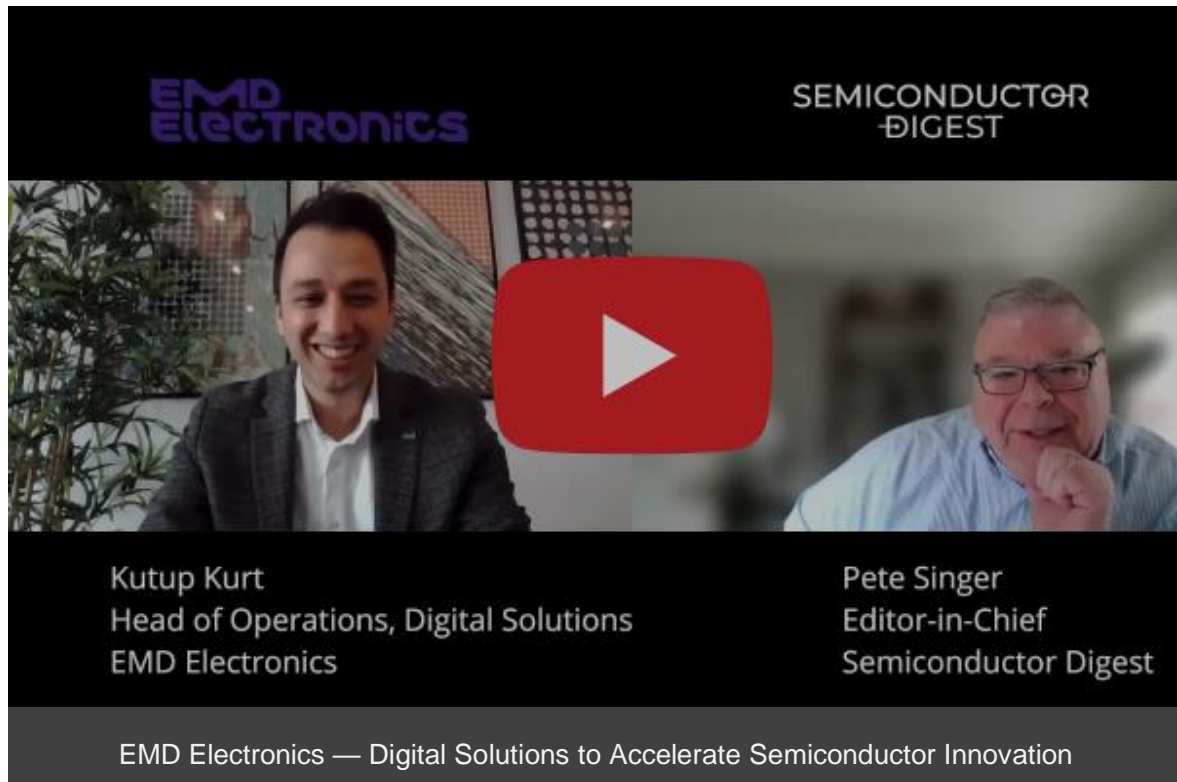 EMD
ELECTRONICS
SEMICONDUCTOR
DIGEST
Kutup Kurt
Head of Operations, Digital Solutions
EMD Electronics
Pete Singer
Editor-in-Chief
Semiconductor Digest
EMD Electronics — Digital Solutions to Accelerate Semiconductor Innovation